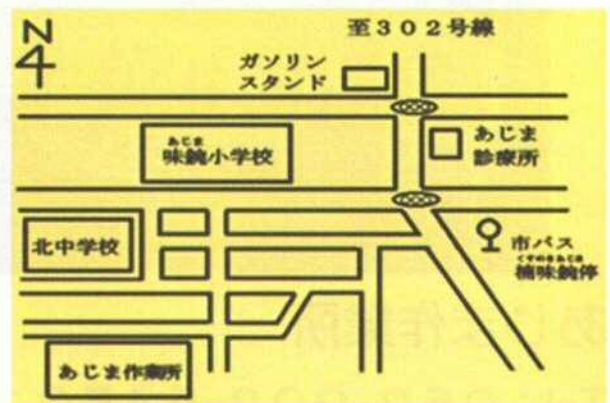 至302号線
N
ガソリン
スタンド
あじま
味鋺小学校
あじま
診療所
北中学校
市バス
くすのきあじま
楠味鋺停
あじま作業所